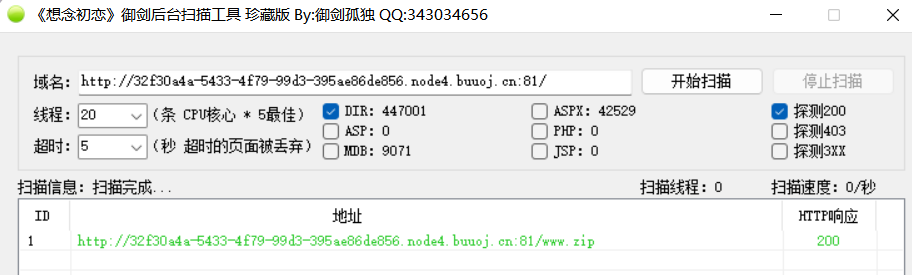 《想念初恋》御剑后台扫描工具 珍藏版 By:御剑孤独 QQ:343034656
域名: http://32f30a4a-5433-4f79-99d3-395ae86de856.node4.buuoj.cn:81/ 开始扫描 停止扫描
线程: 20 (条 CPU核心 * 5最佳) DIR: 447001 ASPX: 42529 探测200
ASP: 0 PHP: 0 探测403
超时: 5 (秒 超时的页面被丢弃) MDB: 9071 JSP: 0 探测3XX
扫描信息: 扫描完成... 扫描线程: 0 扫描速度: 0/秒
ID 地址 HTTP响应
1 http://32f30a4a-5433-4f79-99d3-395ae86de856.node4.buuoj.cn:81/www.zip 200